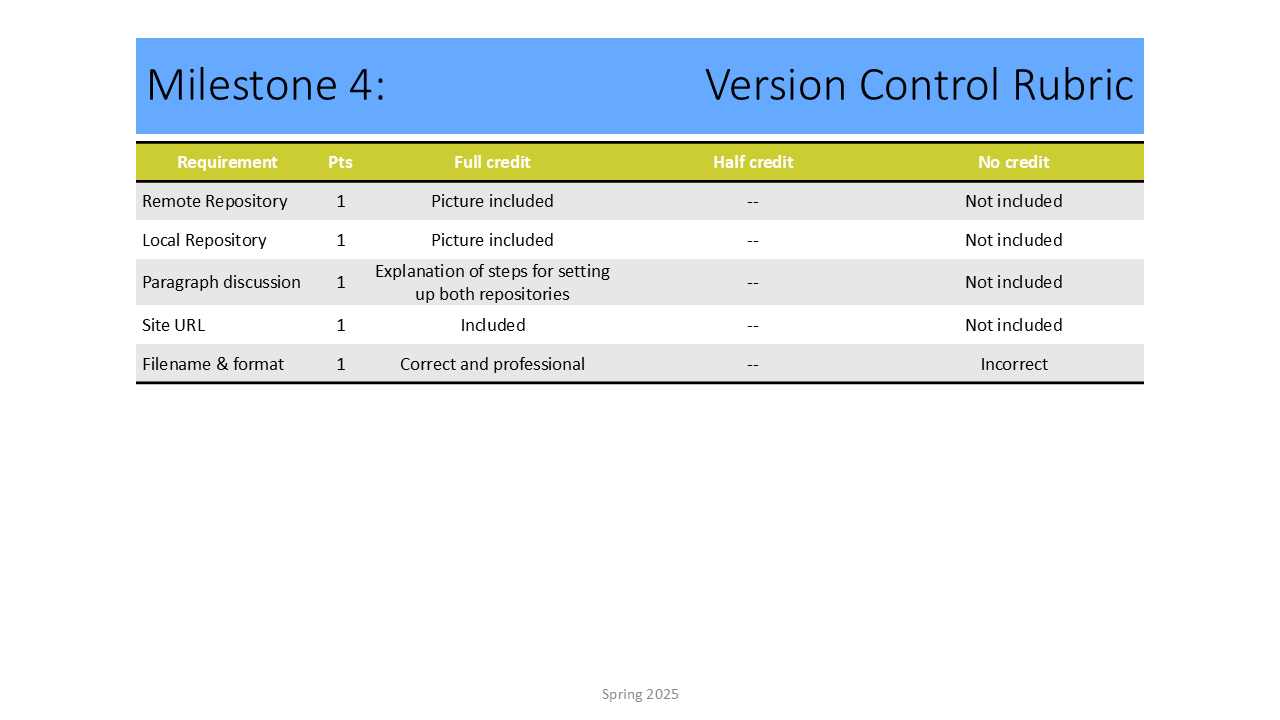 Milestone 4: Version Control Rubric
Requirement Pts Full credit Half credit No credit
Remote Repository 1 Picture included -- Not included
Local Repository 1 Picture included -- Not included
Paragraph discussion 1 Explanation of steps for setting
up both repositories -- Not included
Site URL 1 Included -- Not included
Filename & format 1 Correct and professional -- Incorrect
Spring 2025